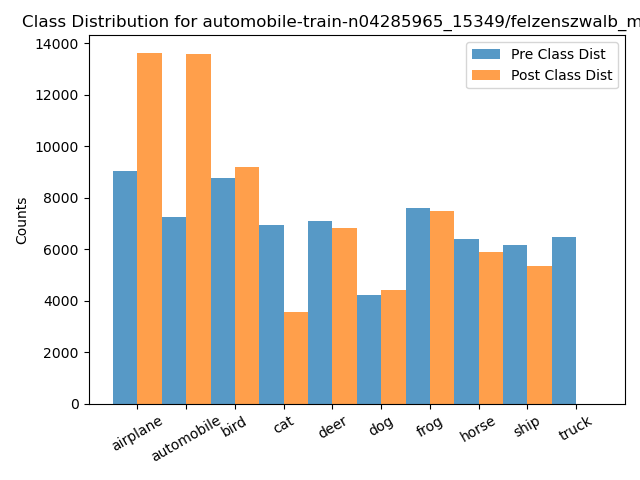 Class Distribution for automobile-train-n04285965_15349/felzenszwalb_m
Pre Class Dist
Post Class Dist
Counts
14000
12000
10000
8000
6000
4000
2000
0
airplane
automobile
bird
cat
deer
dog
frog
horse
ship
truck